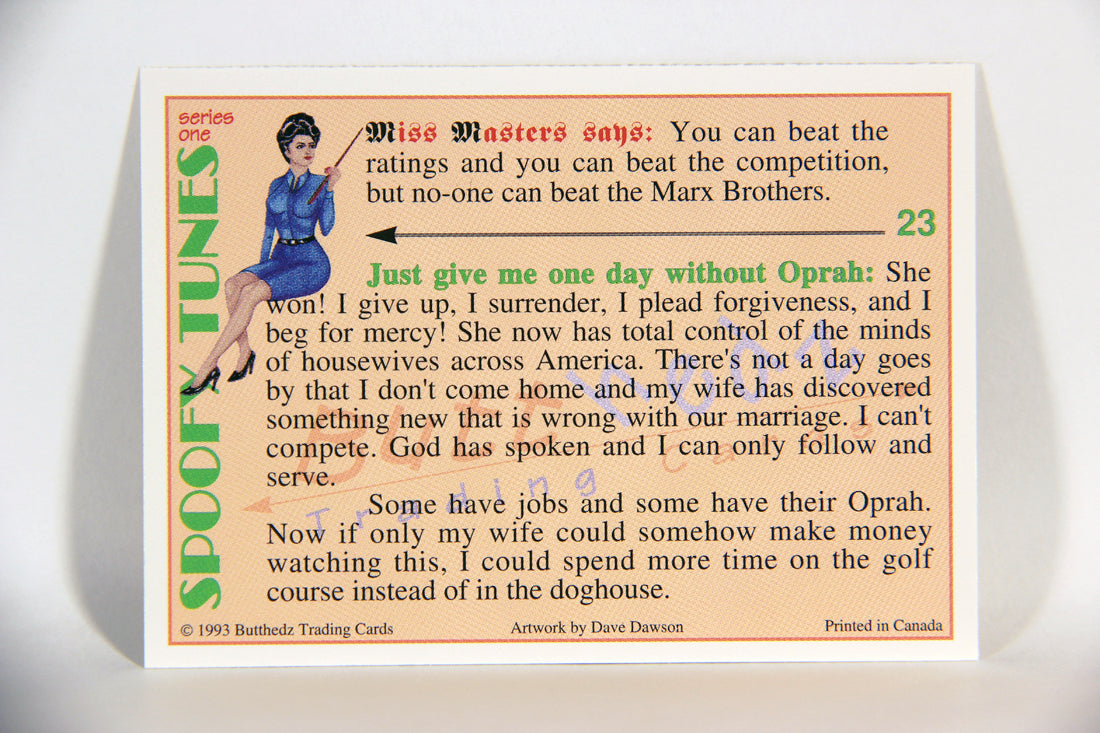 series
one
SPOOFY TUNES
Miss Masters says: You can beat the
ratings and you can beat the competition,
but no-one can beat the Marx Brothers.
23
Just give me one day without Oprah: She
won! I give up, I surrender, I plead forgiveness, and I
beg for mercy! She now has total control of the minds
of housewives across America. There's not a day goes
by that I don't come home and my wife has discovered
something new that is wrong with our marriage. I can't
compete. God has spoken and I can only follow and
serve.
Some have jobs and some have their Oprah.
Now if only my wife could somehow make money
watching this, I could spend more time on the golf
course instead of in the doghouse.
Butthedz
Trading Cards
© 1993 Butthedz Trading Cards
Artwork by Dave Dawson
Printed in Canada